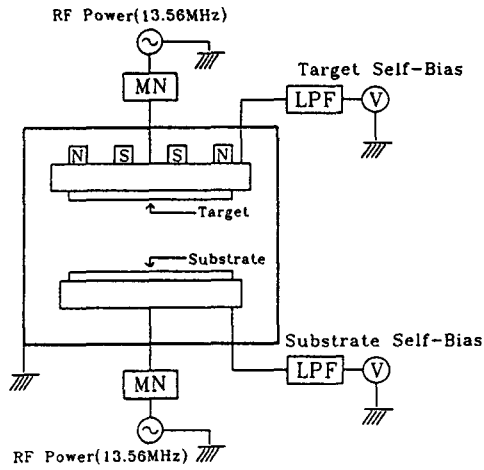 RF Power(13.56MHz)
MN
Target Self-Bias
LPF V
N S S N
Target
Substrate
Substrate Self-Bias
LPF V
MN
RF Power(13.56MHz)